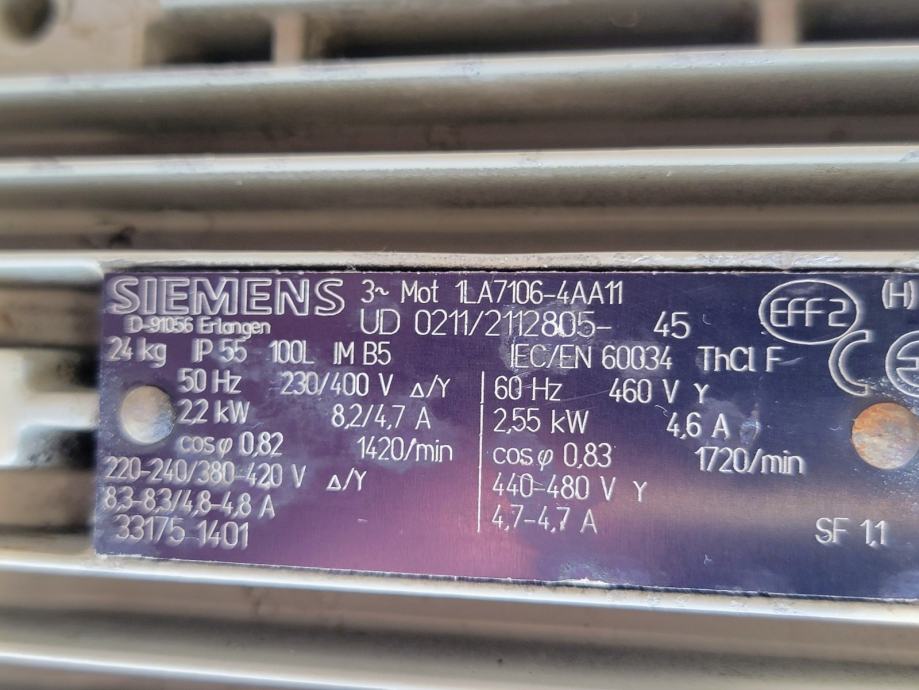 SIEMENS 3~ Mot 1LA7106-4AA11
D-91056 Erlangen UD 0211/2112805- 45 EFF2 (H)
24 kg IP 55 100L IM B5 IEC/EN 60034 ThCl F CE
50 Hz 230/400 V Δ/Y 60 Hz 460 V Y
2,2 kW 8,2/4,7 A 2,55 kW 4,6 A
cosφ 0,82 1420/min cosφ 0,83 1720/min
220-240/380-420 V Δ/Y 440-480 V Y
8,3-8,3/4,8-4,8 A 4,7-4,7 A
33175-1401 SF 1,1